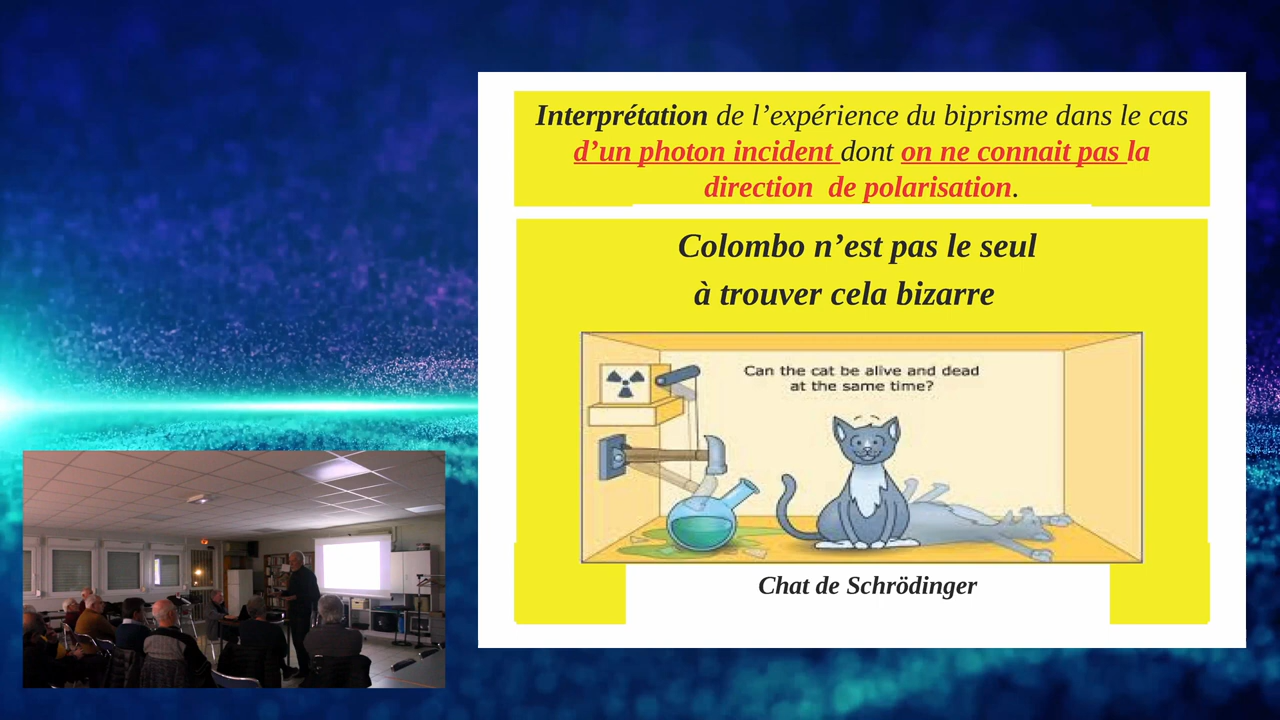 Interprétation de l’expérience du biprisme dans le cas
d’un photon incident dont on ne connait pas la
direction de polarisation.
Colombo n’est pas le seul
à trouver cela bizarre
Can the cat be alive and dead
at the same time?
Chat de Schrödinger